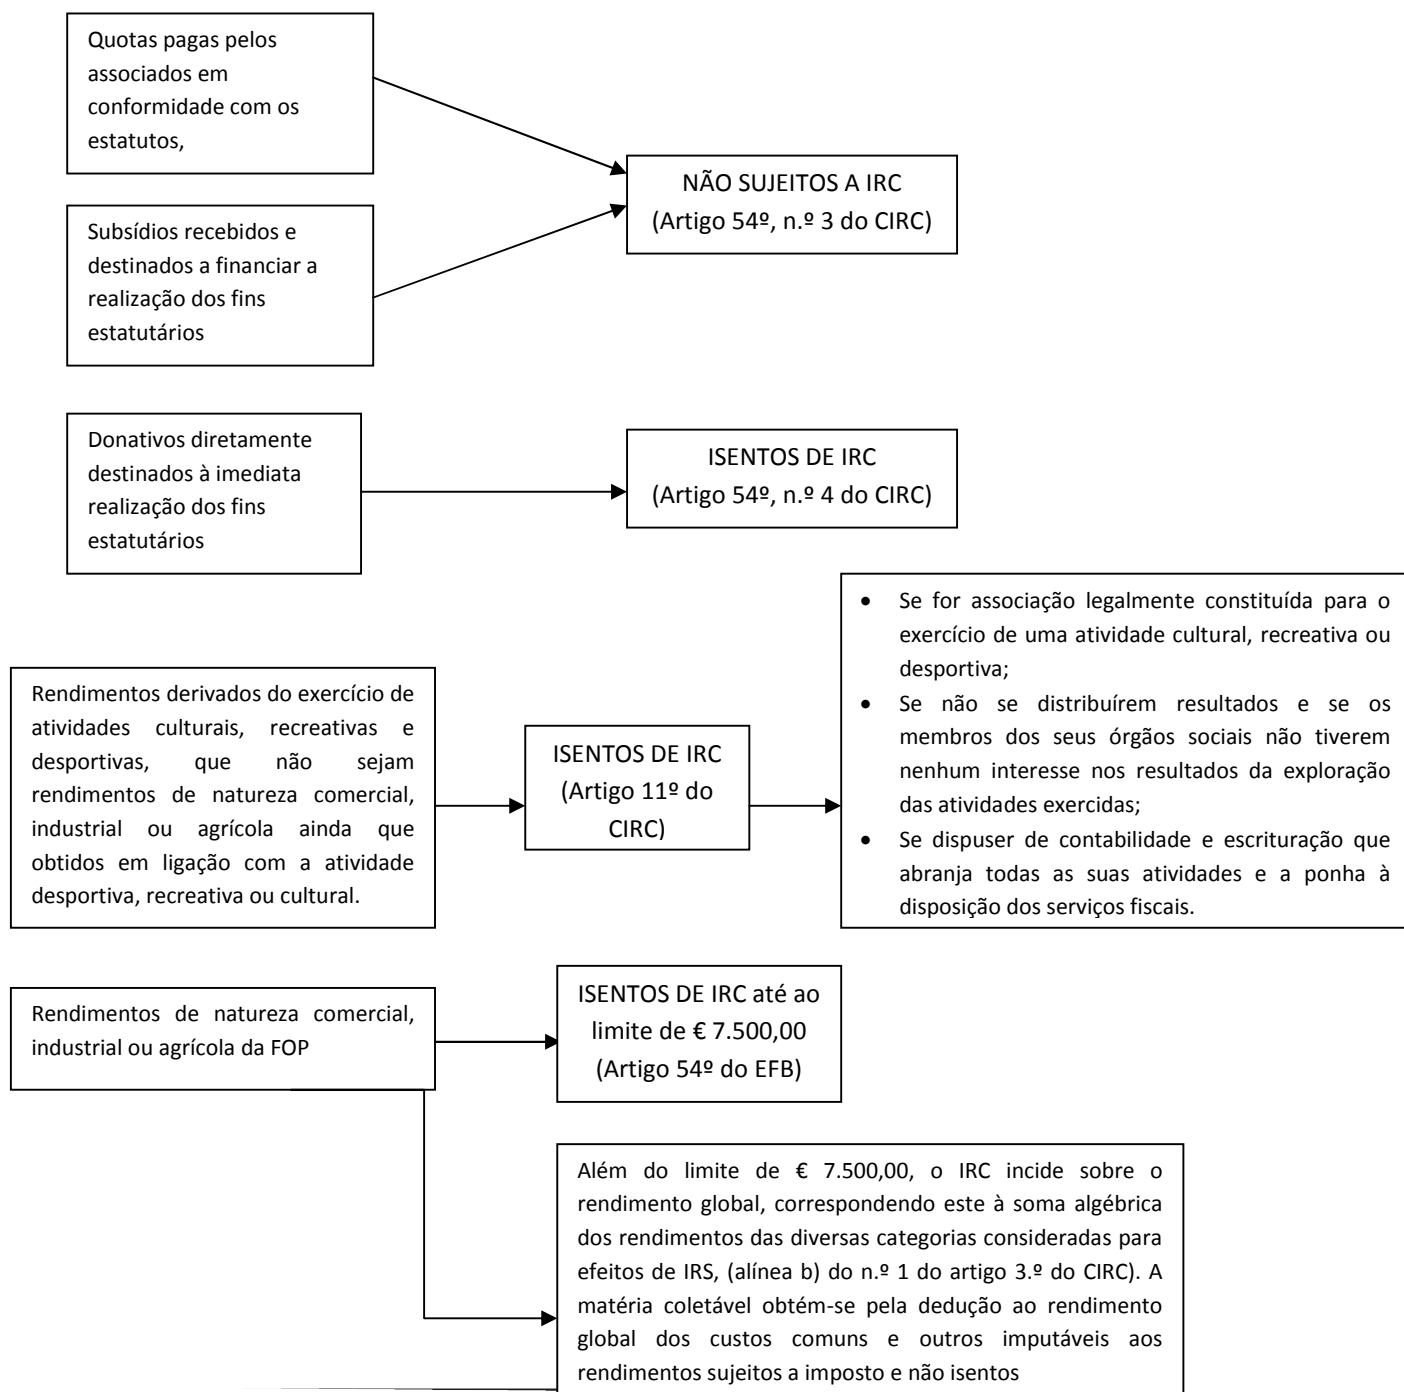 Quotas pagas pelos
associados em
conformidade com os
estatutos,
NÃO SUJEITOS A IRC
(Artigo 54º, n.º 3 do CIRC)
Subsídios recebidos e
destinados a financiar a
realização dos fins
estatutários
Donativos diretamente
destinados à imediata
realização dos fins
estatutários
ISENTOS DE IRC
(Artigo 54º, n.º 4 do CIRC)
Rendimentos derivados do exercício de
atividades culturais, recreativas e
desportivas, que não sejam
rendimentos de natureza comercial,
industrial ou agrícola ainda que
obtidos em ligação com a atividade
desportiva, recreativa ou cultural.
ISENTOS DE IRC
(Artigo 11º do
CIRC)
• Se for associação legalmente constituída para o
exercício de uma atividade cultural, recreativa ou
desportiva;
• Se não se distribuírem resultados e se os
membros dos seus órgãos sociais não tiverem
nenhum interesse nos resultados da exploração
das atividades exercidas;
• Se dispuser de contabilidade e escrituração que
abranja todas as suas atividades e a ponha à
disposição dos serviços fiscais.
Rendimentos de natureza comercial,
industrial ou agrícola da FOP
ISENTOS DE IRC até ao
limite de € 7.500,00
(Artigo 54º do EFB)
Além do limite de € 7.500,00, o IRC incide sobre o
rendimento global, correspondendo este à soma algébrica
dos rendimentos das diversas categorias consideradas para
efeitos de IRS, (alínea b) do n.º 1 do artigo 3.º do CIRC). A
matéria coletável obtém-se pela dedução ao rendimento
global dos custos comuns e outros imputáveis aos
rendimentos sujeitos a imposto e não isentos